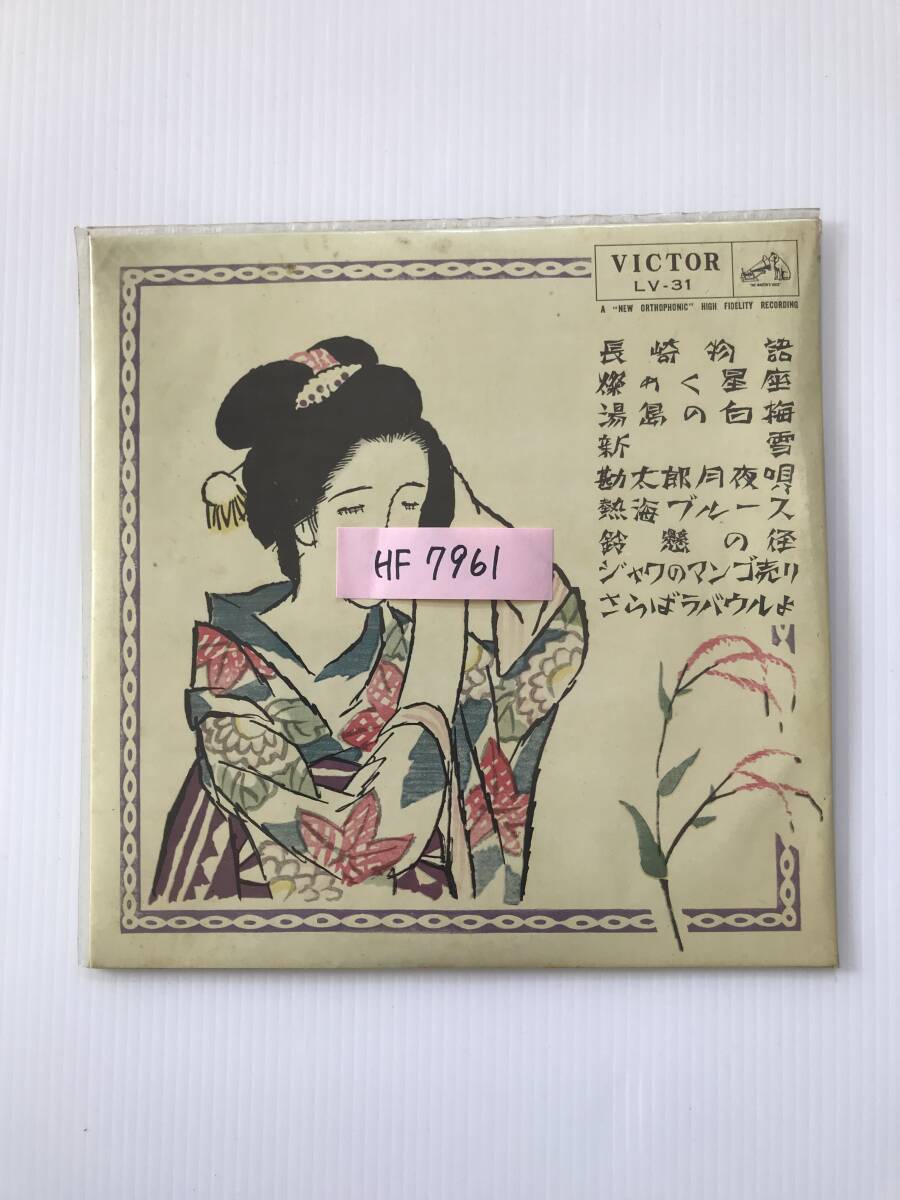 VICTOR
LV-31
"HIS MASTER'S VOICE"
A "NEW ORTHOPHONIC" HIGH FIDELITY RECORDING
長崎物語
燦めく星座
湯島の白梅
新雪
勘太郎月夜唄
熱海ブルース
鈴懸の径
ジャワのマンゴ売り
さらばラバウルよ
HF 7961